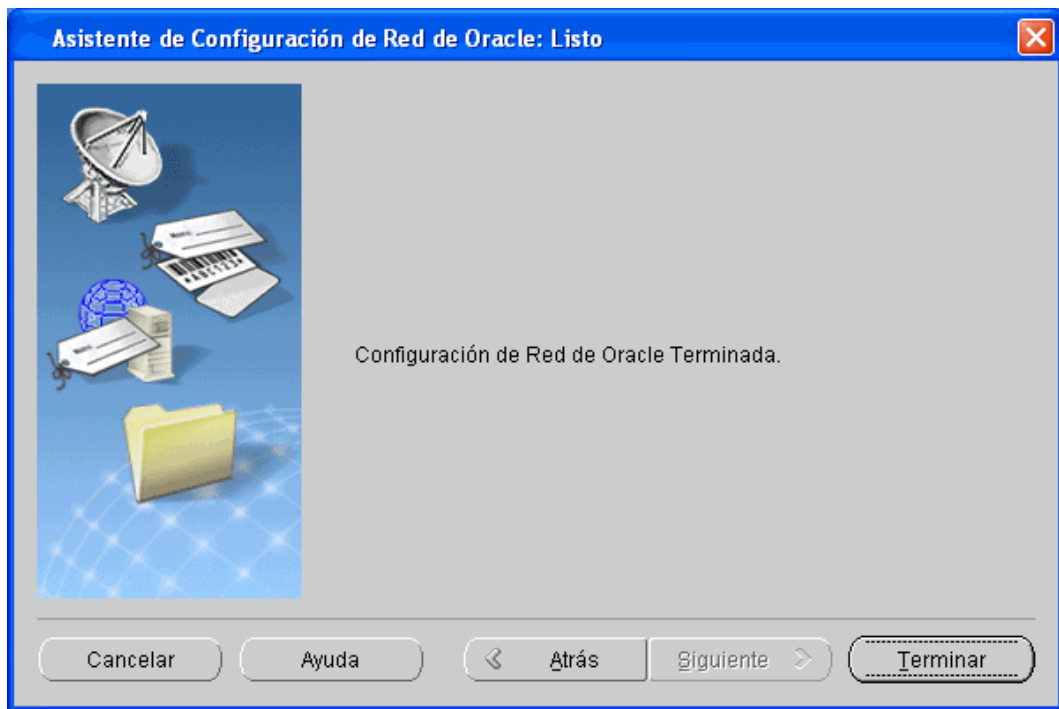 Asistente de Configuración de Red de Oracle: Listo
*ABC123*
Configuración de Red de Oracle Terminada.
Cancelar
Ayuda
Atrás
Siguiente
Terminar